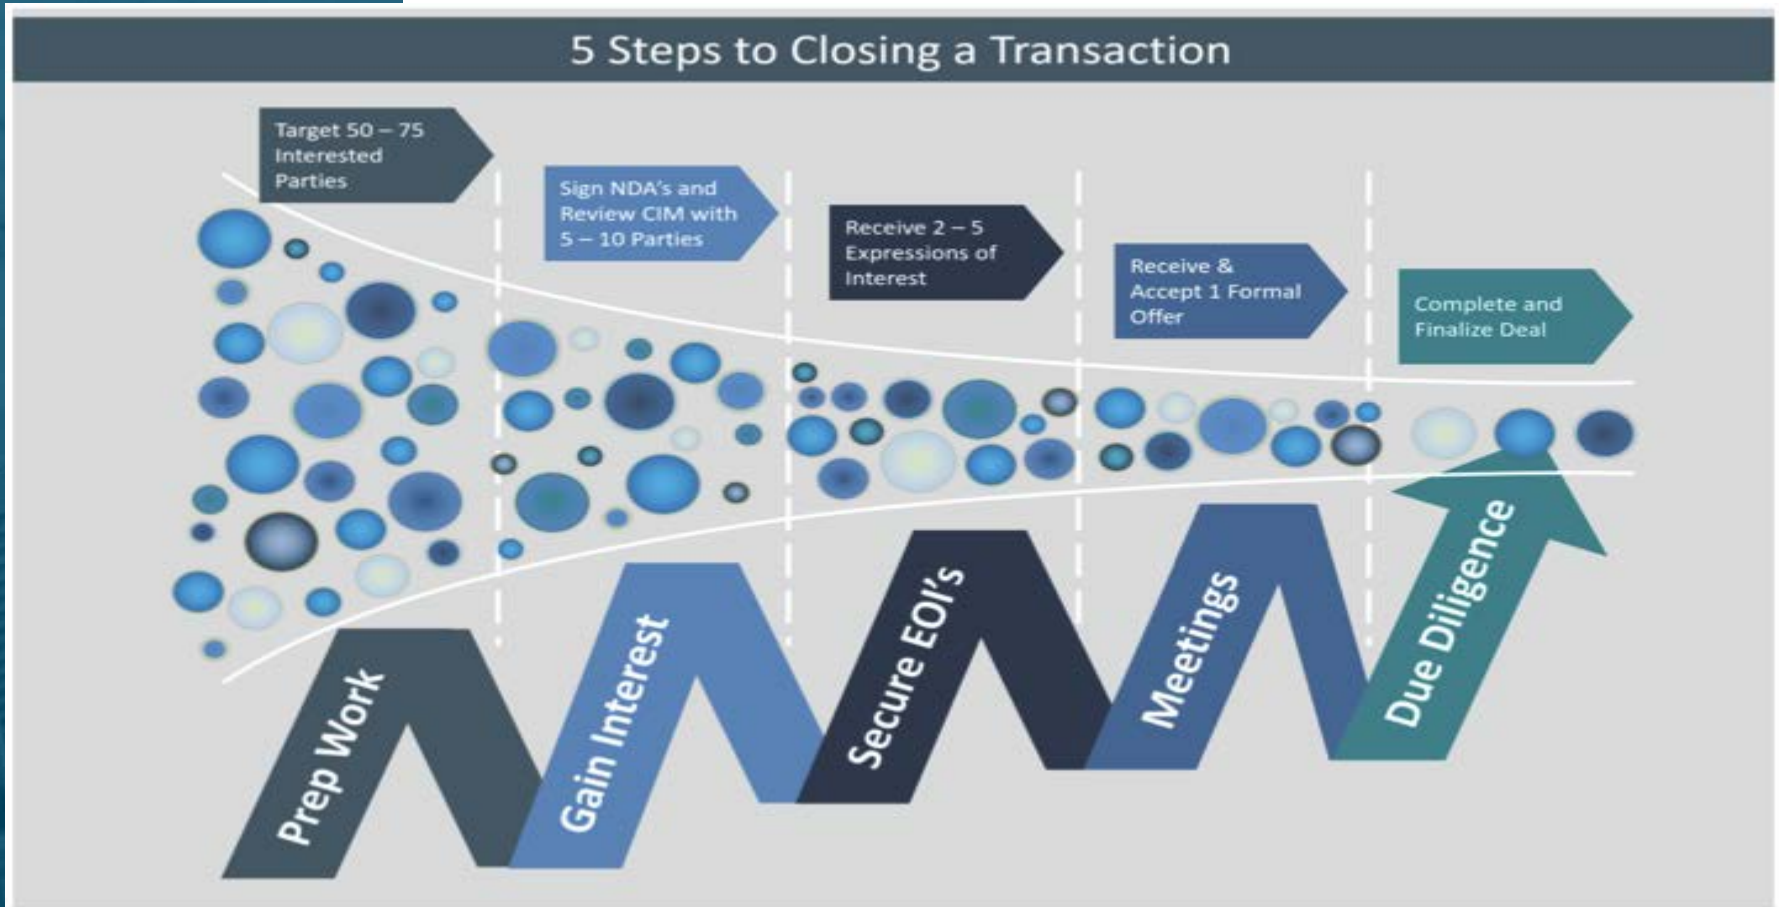 5 Steps to Closing a Transaction
Target 50 – 75
Interested
Parties
Sign NDA's and
Review CIM with
5 – 10 Parties
Receive 2 – 5
Expressions of
Interest
Receive &
Accept 1 Formal
Offer
Complete and
Finalize Deal
Prep Work
Gain Interest
Secure EOI's
Meetings
Due Diligence